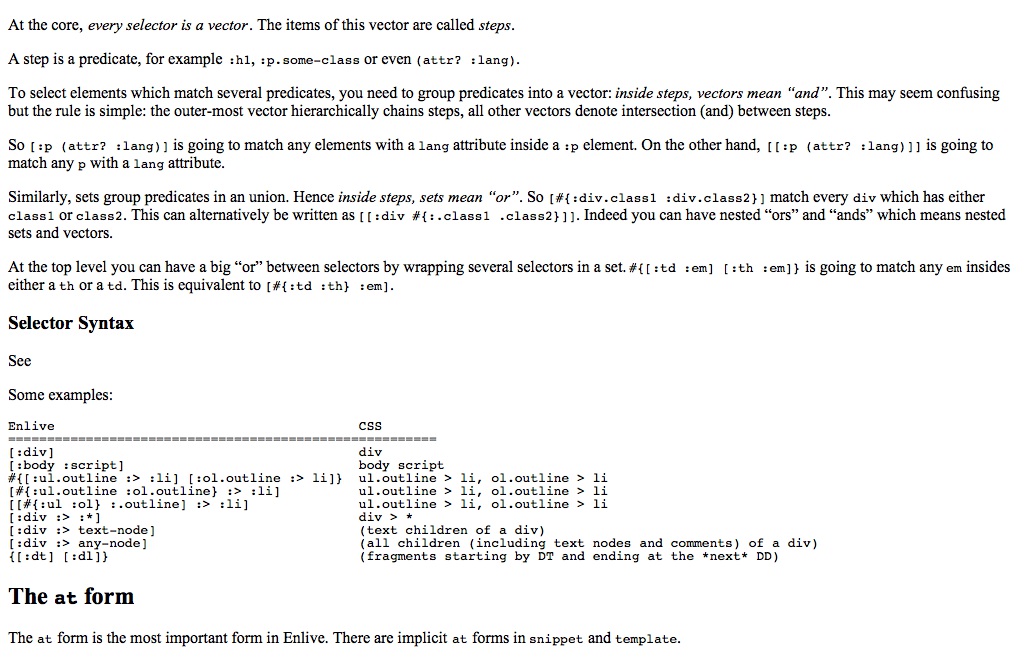 At the core, every selector is a vector. The items of this vector are called steps.
A step is a predicate, for example :h1, :p.some-class or even (attr? :lang).
To select elements which match several predicates, you need to group predicates into a vector: inside steps, vectors mean “and”. This may seem confusing
but the rule is simple: the outer-most vector hierarchically chains steps, all other vectors denote intersection (and) between steps.
So [:p (attr? :lang)] is going to match any elements with a lang attribute inside a :p element. On the other hand, [[:p (attr? :lang)]] is going to
match any p with a lang attribute.
Similarly, sets group predicates in an union. Hence inside steps, sets mean “or”. So [#{:div.class1 :div.class2}] match every div which has either
class1 or class2. This can alternatively be written as [[:div #{:.class1 .class2}]]. Indeed you can have nested “ors” and “ands” which means nested
sets and vectors.
At the top level you can have a big “or” between selectors by wrapping several selectors in a set. #{[:td :em] [:th :em]} is going to match any em insides
either a th or a td. This is equivalent to [#{:td :th} :em].
Selector Syntax
See
Some examples:
Enlive CSS
=======================================================
[:div] div
[:body :script] body script
#{[:ul.outline :> :li] [:ol.outline :> li]} ul.outline > li, ol.outline > li
[#{:ul.outline :ol.outline} :> :li] ul.outline > li, ol.outline > li
[[#{:ul :ol} :.outline] :> :li] ul.outline > li, ol.outline > li
[:div :> :*] div > *
[:div :> text-node] (text children of a div)
[:div :> any-node] (all children (including text nodes and comments) of a div)
{[:dt] [:dl]} (fragments starting by DT and ending at the *next* DD)
The at form
The at form is the most important form in Enlive. There are implicit at forms in snippet and template.